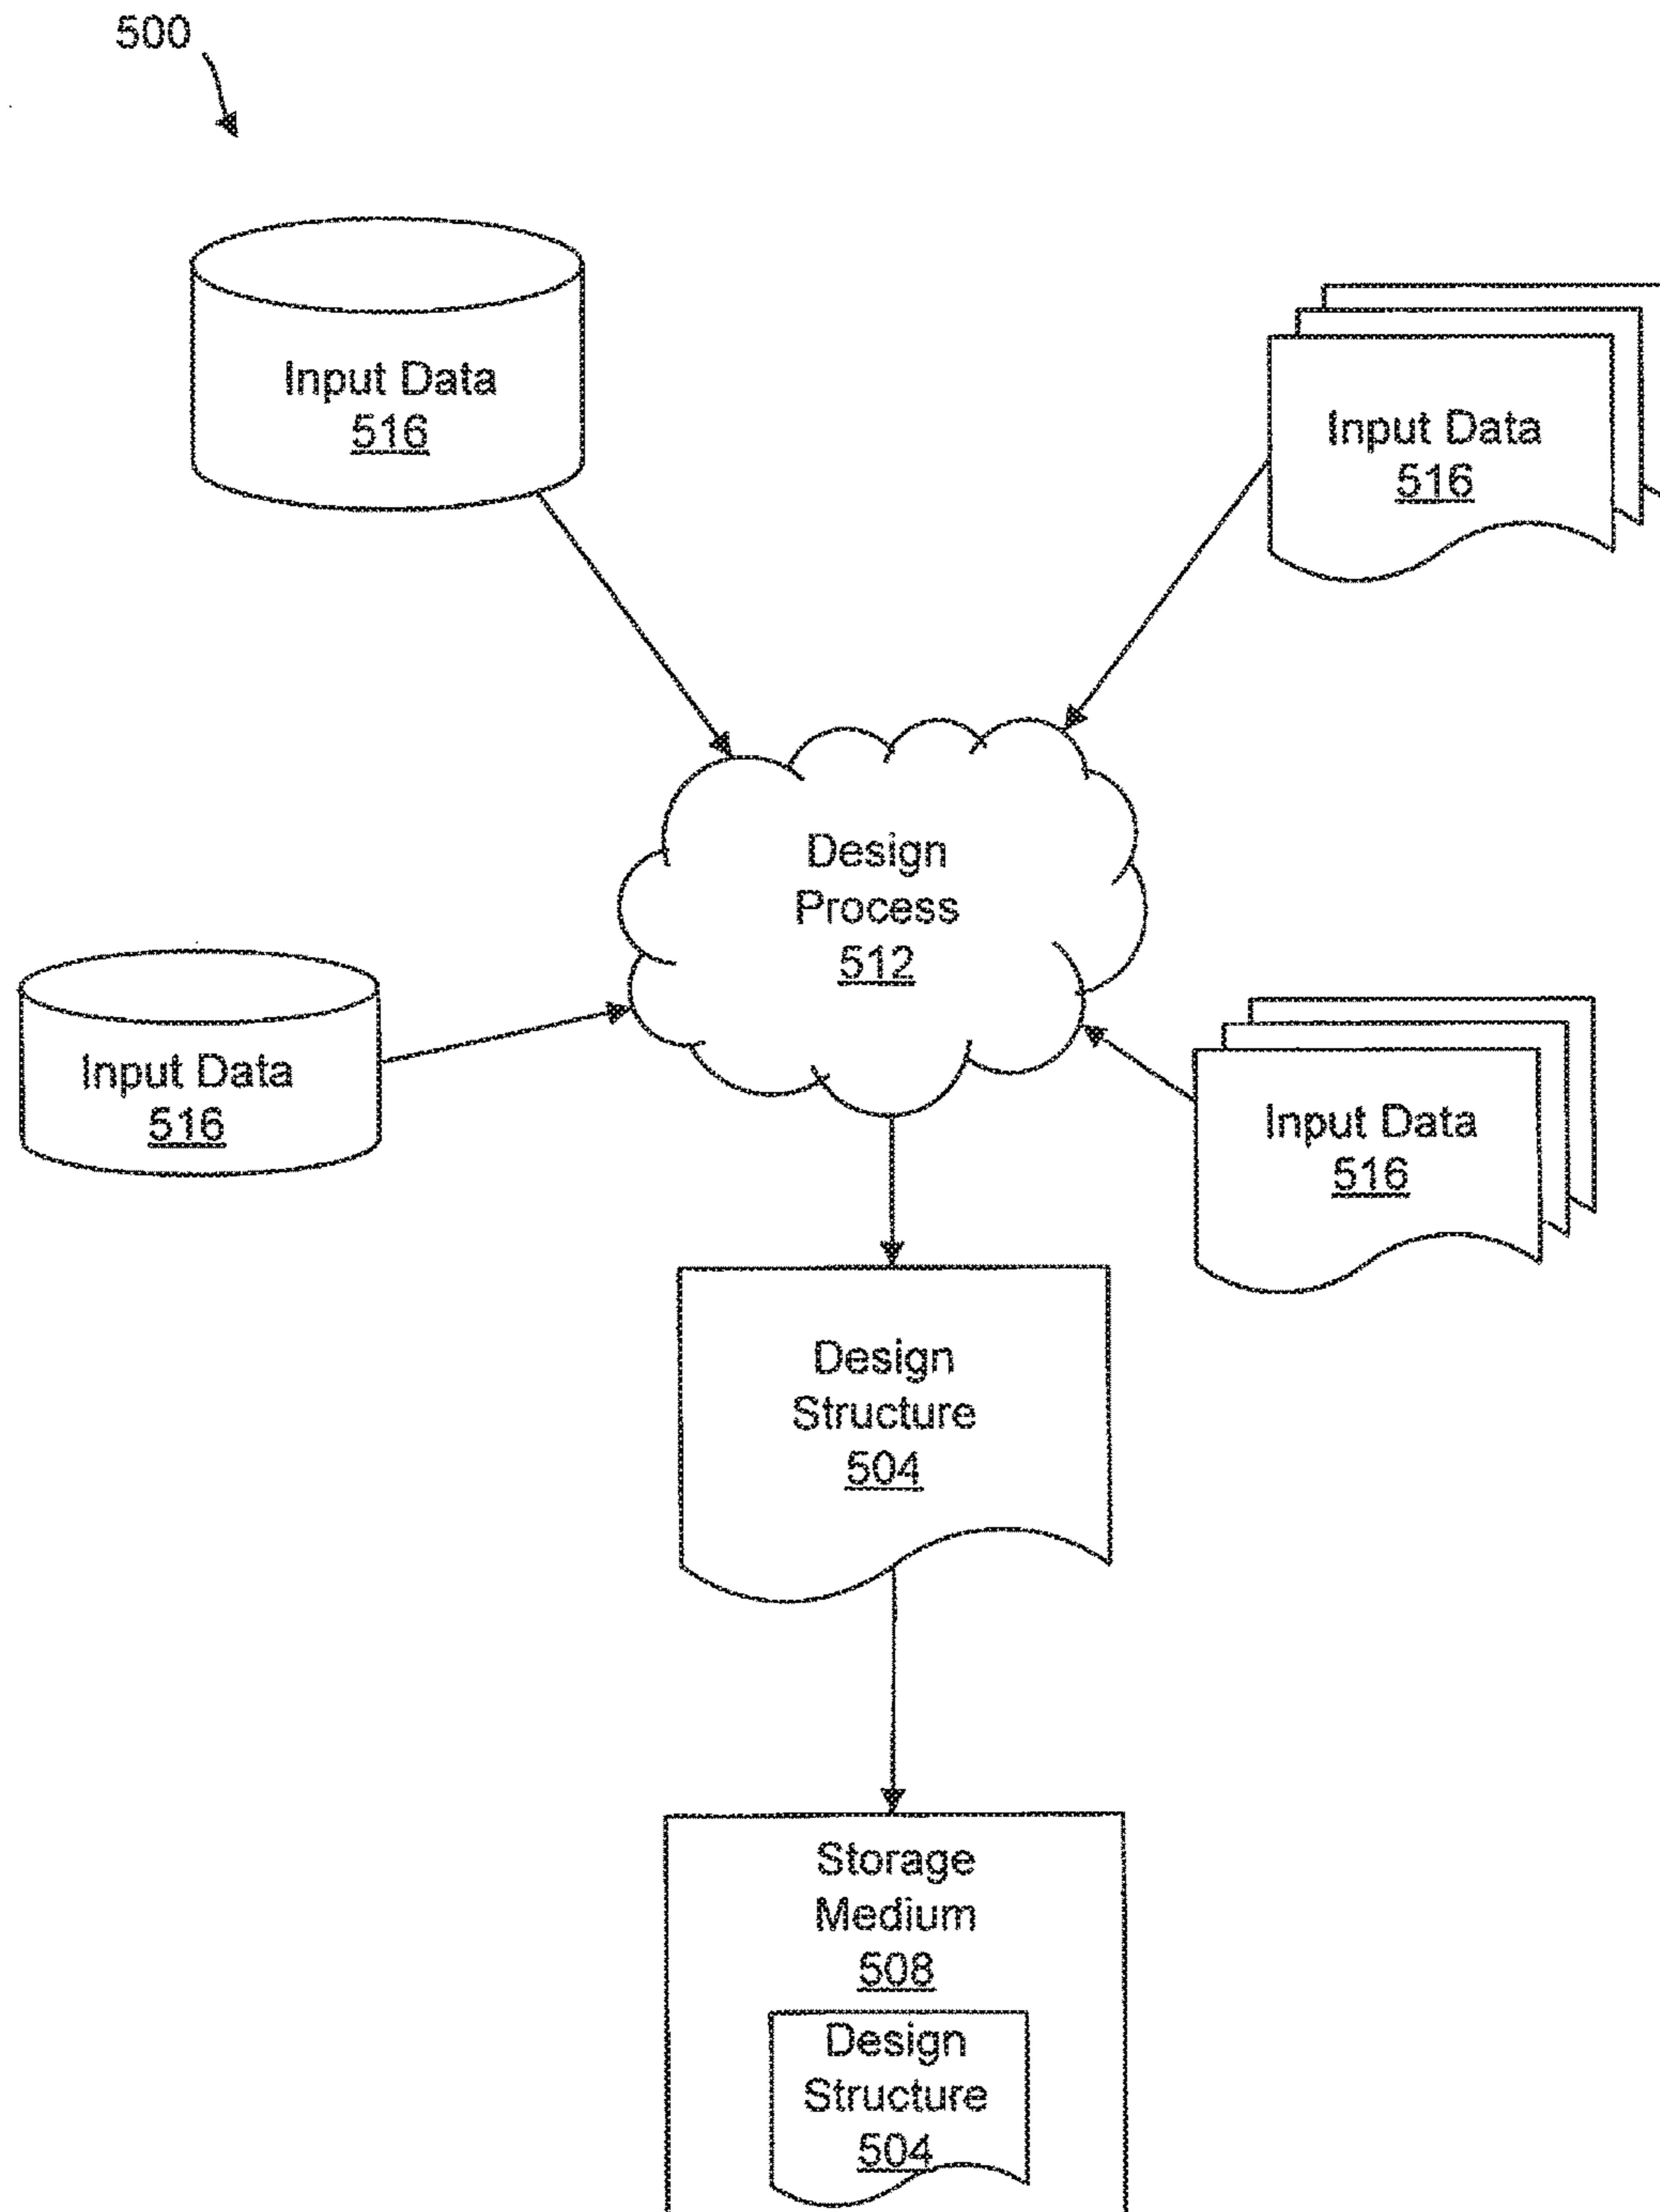 500
Input Data
516
Input Data
516
Design
Process
512
Input Data
516
Input Data
516
Design
Structure
504
Storage
Medium
508
Design
Structure
504